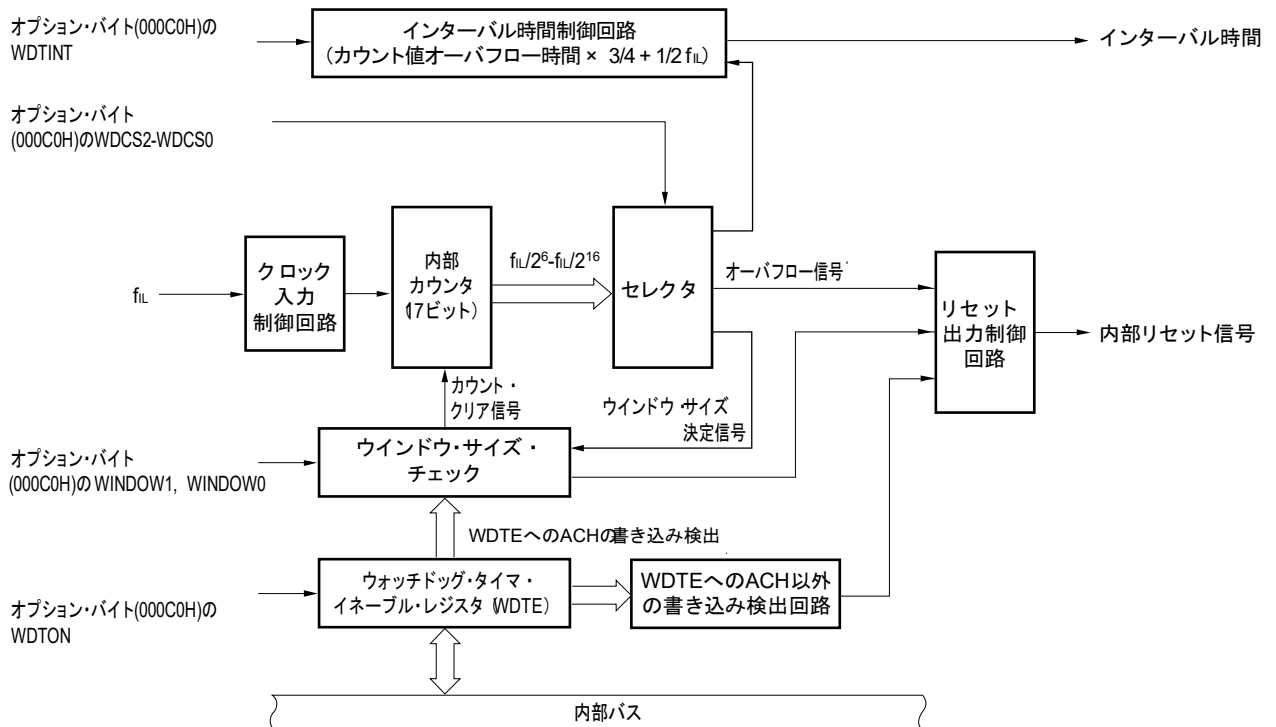 オプション・バイト(000C0H)の
WDTINT
インターバル時間制御回路
(カウント値オーバフロー時間 × 3/4 + 1/2 fIL)
インターバル時間
オプション・バイト
(000C0H)のWDCS2-WDCS0
fIL
クロック
入力
制御回路
内部
カウンタ
(17ビット)
fIL/2⁶-fIL/2¹⁶
セレクタ
オーバフロー信号
リセット
出力制御
回路
内部リセット信号
カウント・
クリア信号
ウインドウ・サイズ
決定信号
オプション・バイト
(000C0H)の WINDOW1, WINDOW0
ウインドウ・サイズ・
チェック
WDTEへのACHの書き込み検出
オプション・バイト(000C0H)の
WDTON
ウォッチドッグ・タイマ・
イネーブル・レジスタ (WDTE)
WDTEへのACH以外
の書き込み検出回路
内部バス